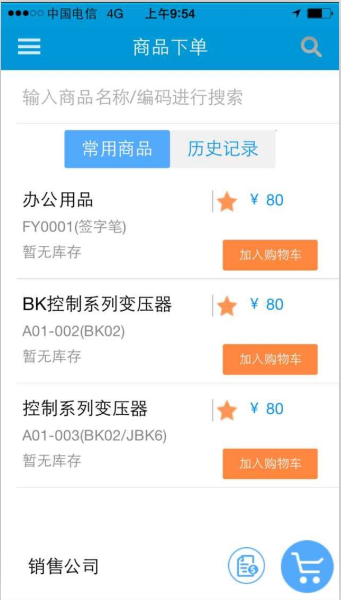 中国电信 4G 上午9:54
商品下单
输入商品名称/编码进行搜索
常用商品 历史记录
办公用品 ¥ 80
FY0001(签字笔)
暂无库存 加入购物车
BK控制系列变压器 ¥ 80
A01-002(BK02)
暂无库存 加入购物车
控制系列变压器 ¥ 80
A01-003(BK02/JBK6)
暂无库存 加入购物车
销售公司